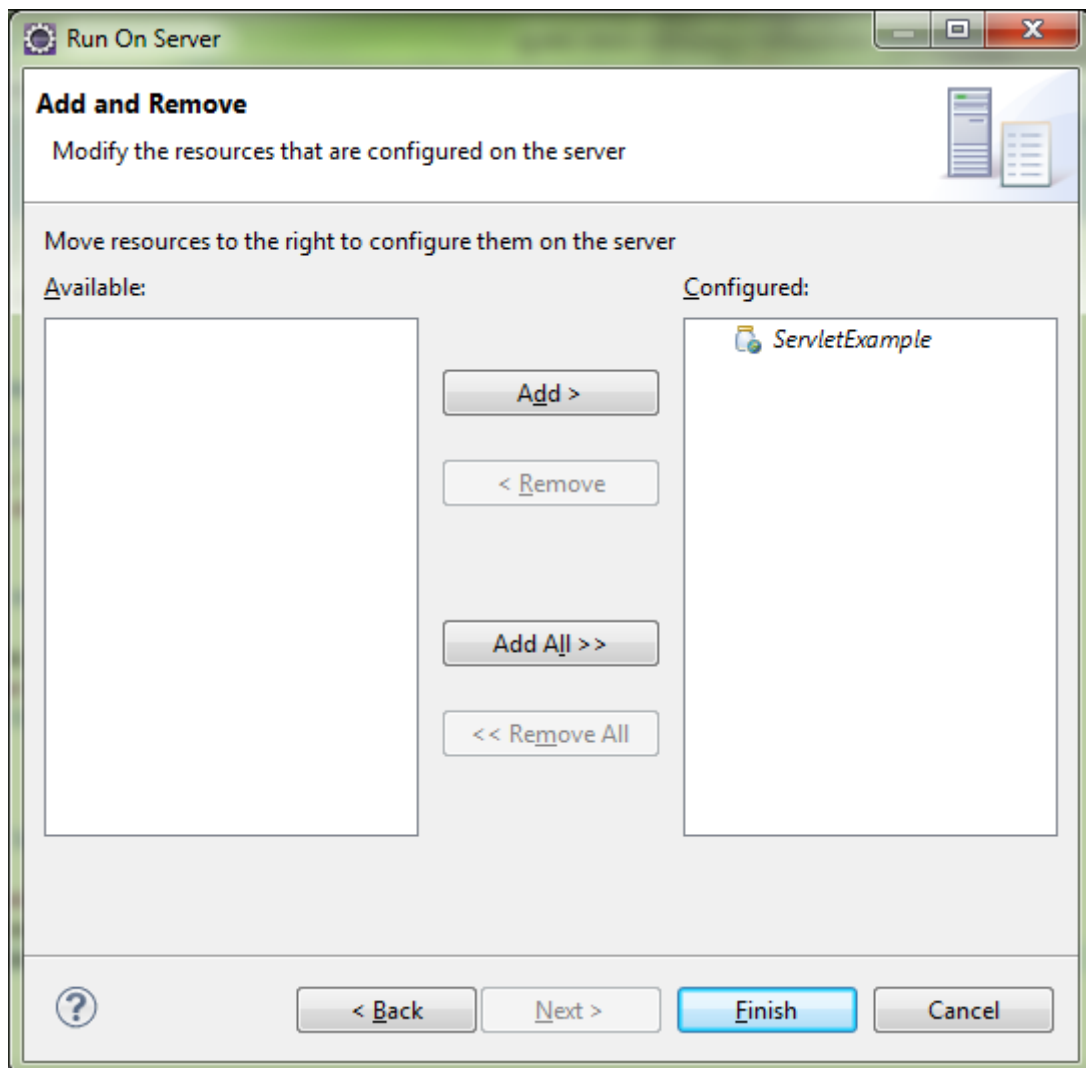 Run On Server
Add and Remove
Modify the resources that are configured on the server
Move resources to the right to configure them on the server
Available:
Configured:
ServletExample
Add >
< Remove
Add All >>
<< Remove All
< Back
Next >
Finish
Cancel